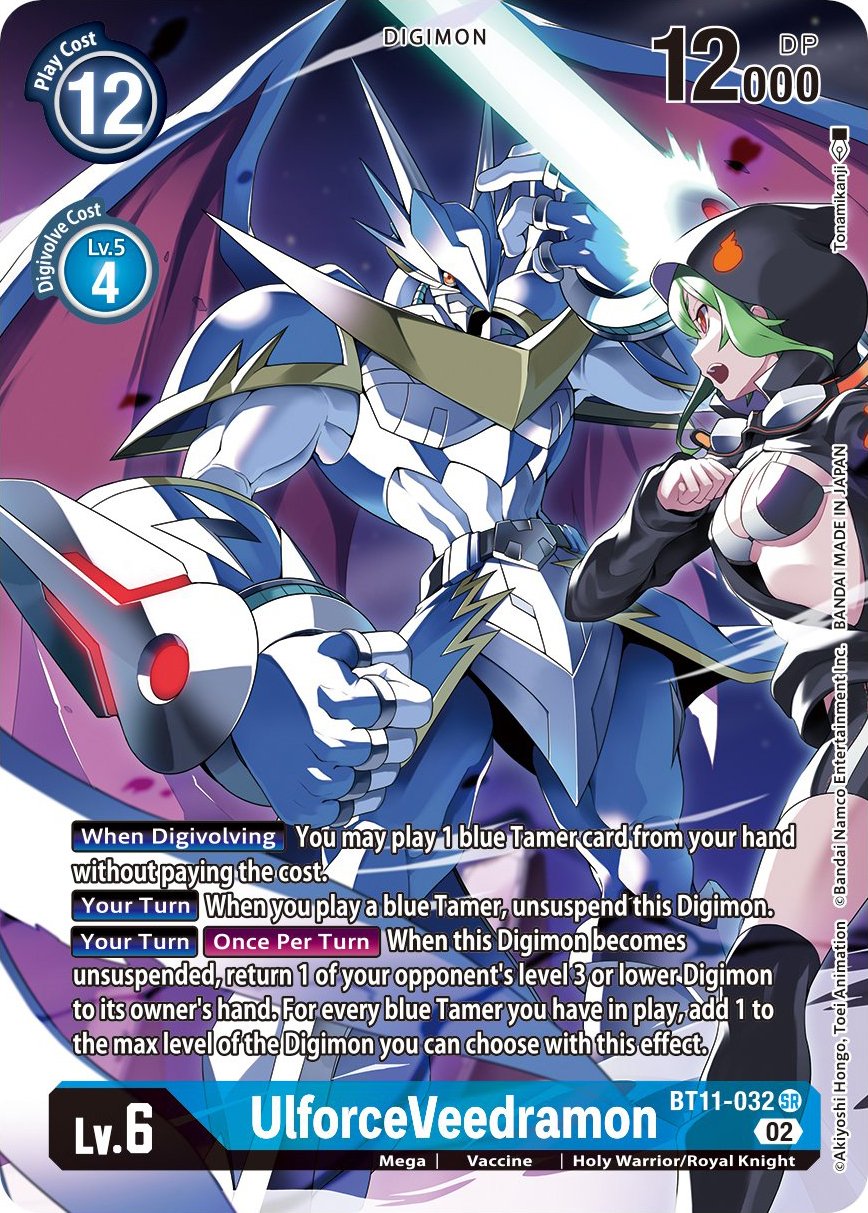 DIGIMON
Play Cost
12
DP
12000
Digivolve Cost
Lv.5
4
Tonamikanji
When Digivolving You may play 1 blue Tamer card from your hand
without paying the cost.
Your Turn When you play a blue Tamer, unsuspend this Digimon.
Your Turn Once Per Turn When this Digimon becomes
unsuspended, return 1 of your opponent's level 3 or lower Digimon
to its owner's hand. For every blue Tamer you have in play, add 1 to
the max level of the Digimon you can choose with this effect.
Lv.6
UlforceVeedramon
BT11-032 SR
02
Mega | Vaccine | Holy Warrior/Royal Knight
©Akiyoshi Hongo, Toei Animation ©Bandai Namco Entertainment Inc. BANDAI MADE IN JAPAN